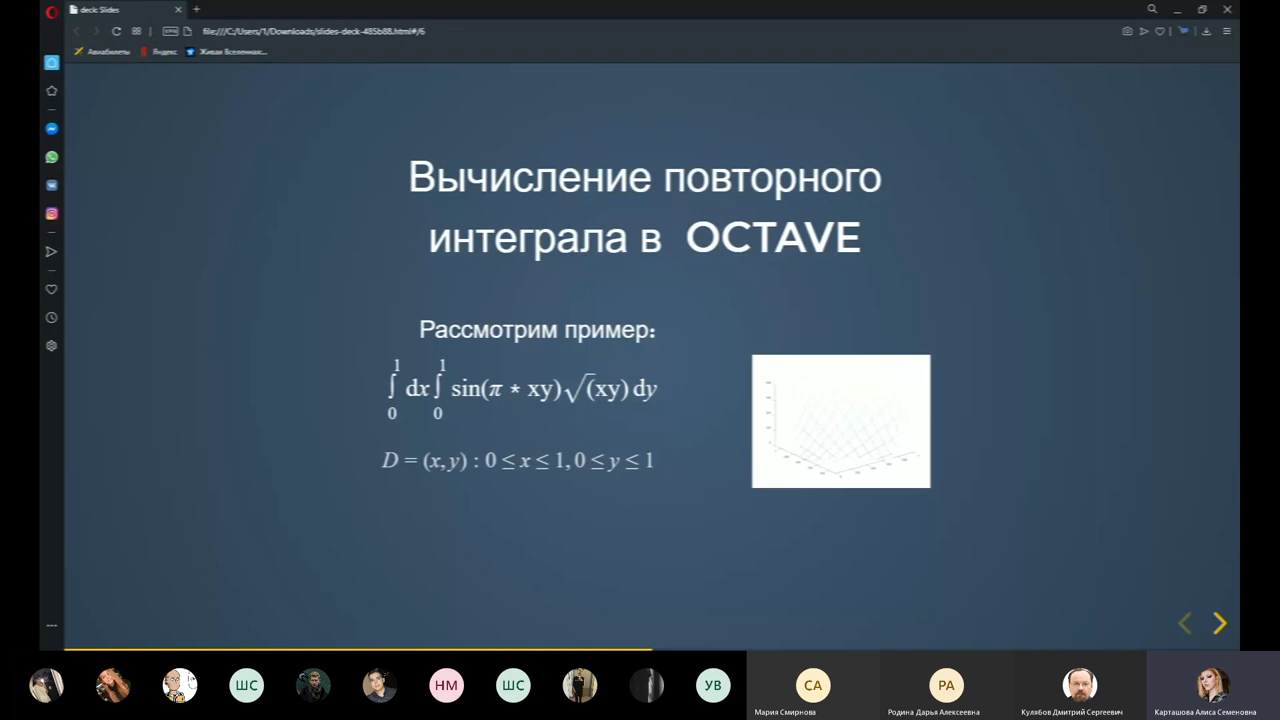 deck: Slides
file:///C:/Users/1/Downloads/slides-deck-485b88.html#/6
Авиабилеты
Яндекс
Живая Вселенная:...
Вычисление повторного
интеграла в OCTAVE
Рассмотрим пример:
∫₀¹ dx ∫₀¹ sin(π * xy)√(xy) dy
D = (x,y) : 0 ≤ x ≤ 1, 0 ≤ y ≤ 1
ШС
НМ
ШС
УВ
СА
РА
Мария Смирнова
Родина Дарья Алексеевна
Кулябов Дмитрий Сергеевич
Карташова Алиса Семеновна